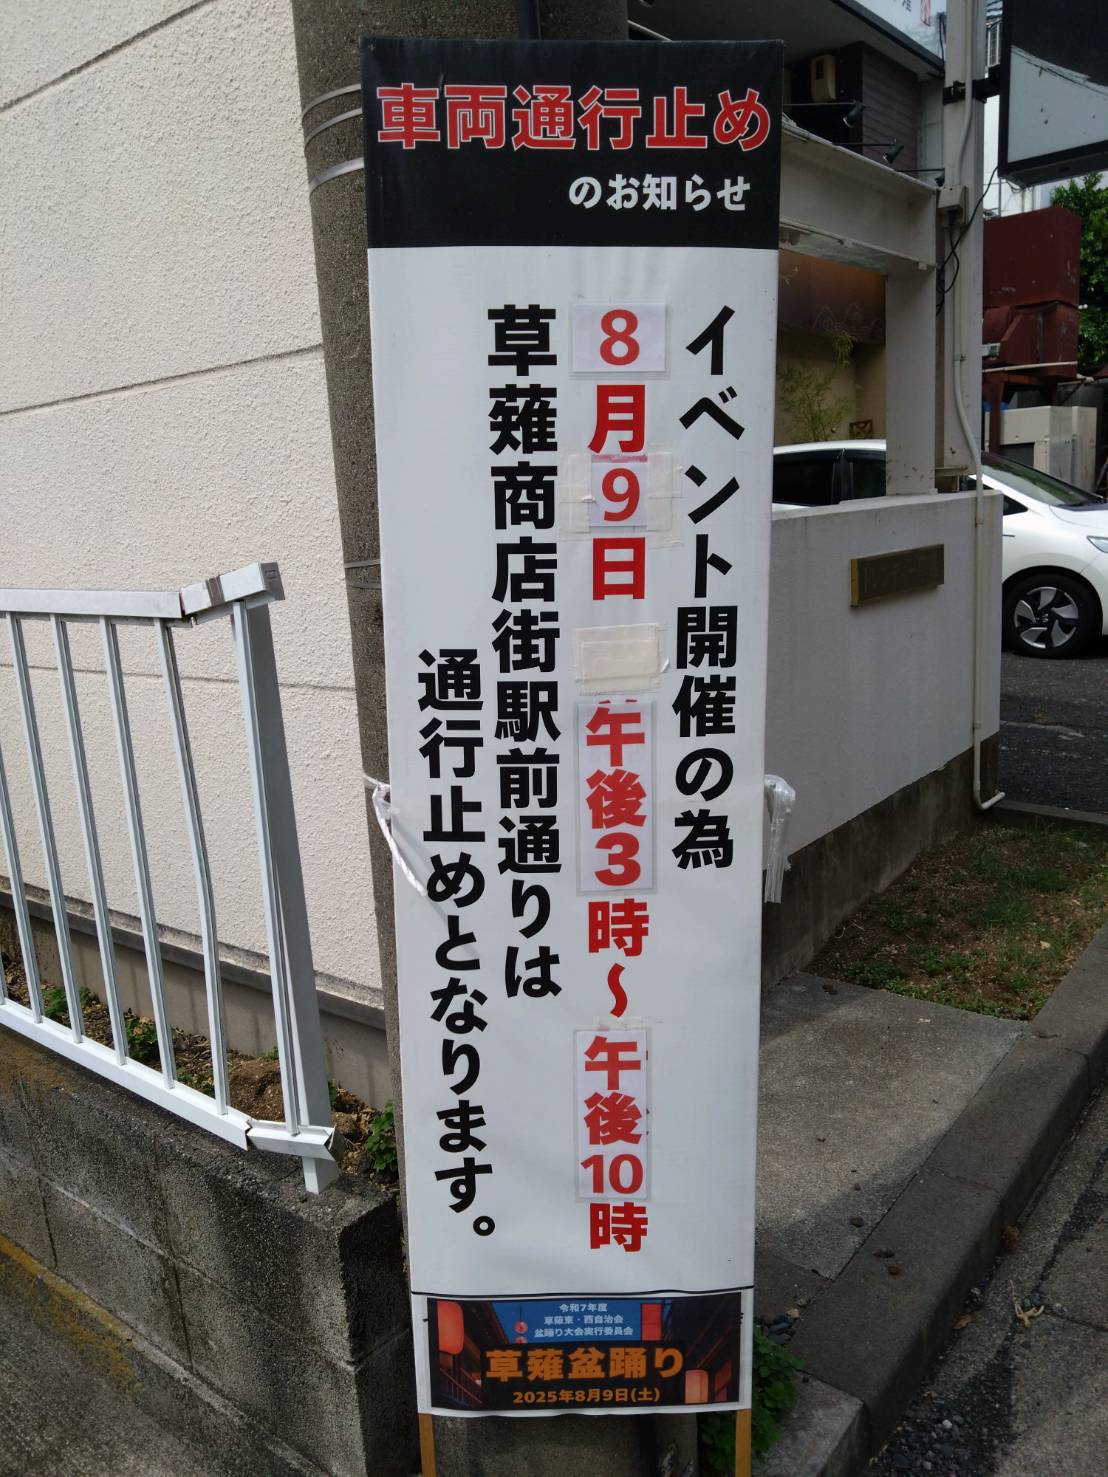 車両通行止め
のお知らせ
イベント開催の為
8月9日 午後3時～午後10時
草薙商店街駅前通りは
通行止めとなります。
令和7年度
草薙東・西自治会
盆踊り大会実行委員会
草薙盆踊り
2025年8月9日(土)